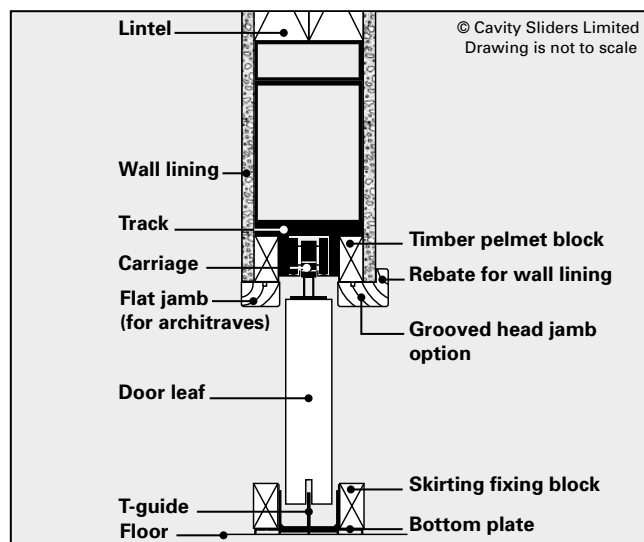 Lintel
© Cavity Sliders Limited
Drawing is not to scale
Wall lining
Track
Carriage
Flat jamb
(for architraves)
Timber pelmet block
Rebate for wall lining
Grooved head jamb
option
Door leaf
T-guide
Floor
Skirting fixing block
Bottom plate